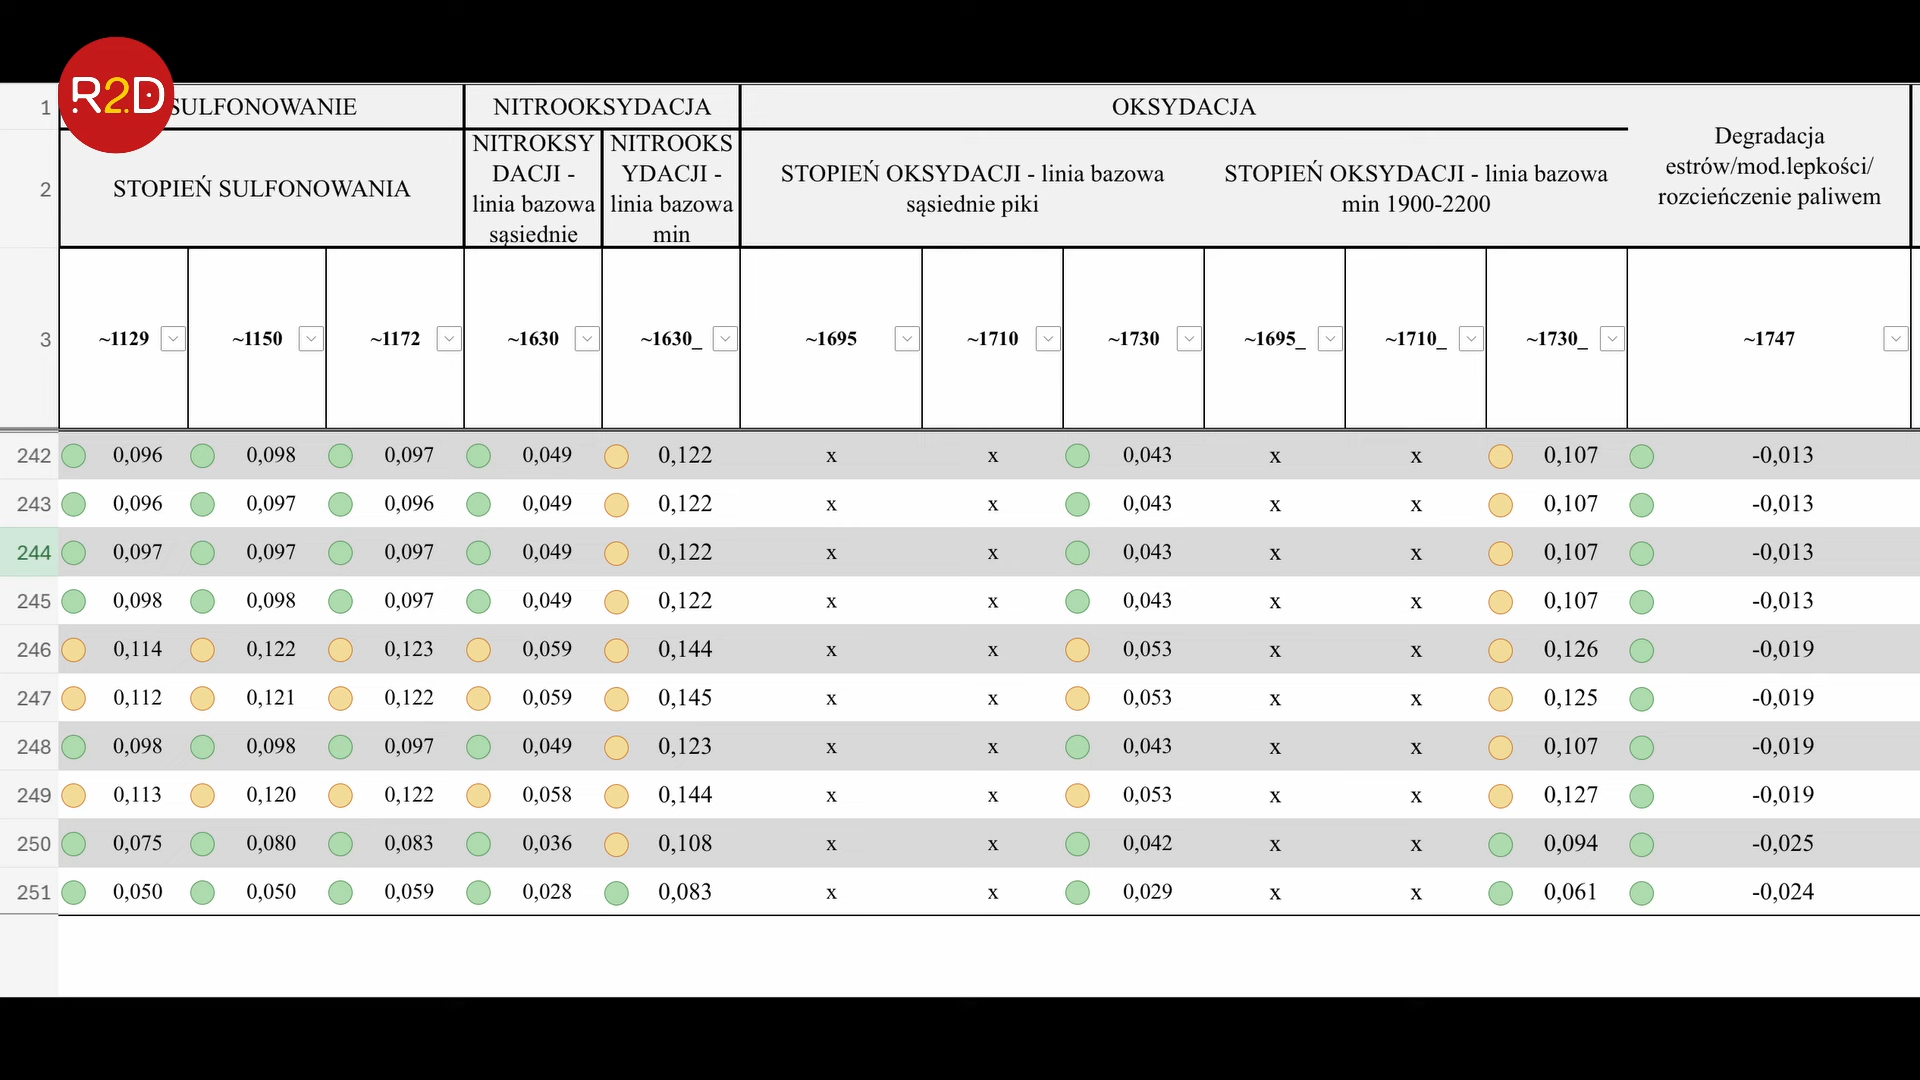 R2D
1 SULFONOWANIE NITROOKSYDACJA OKSYDACJA
Degradacja
estrów/mod.lepkości/
rozcieńczenie paliwem
2 STOPIEŃ SULFONOWANIA
NITROKSY
DACJI -
linia bazowa
sąsiednie
NITROOKS
YDACJI -
linia bazowa
min
STOPIEŃ OKSYDACJI - linia bazowa
sąsiednie piki
STOPIEŃ OKSYDACJI - linia bazowa
min 1900-2200
3 ~1129 ~1150 ~1172 ~1630 ~1630_ ~1695 ~1710 ~1730 ~1695_ ~1710_ ~1730_ ~1747
242 0,096 0,098 0,097 0,049 0,122 x x 0,043 x x 0,107 -0,013
243 0,096 0,097 0,096 0,049 0,122 x x 0,043 x x 0,107 -0,013
244 0,097 0,097 0,097 0,049 0,122 x x 0,043 x x 0,107 -0,013
245 0,098 0,098 0,097 0,049 0,122 x x 0,043 x x 0,107 -0,013
246 0,114 0,122 0,123 0,059 0,144 x x 0,053 x x 0,126 -0,019
247 0,112 0,121 0,122 0,059 0,145 x x 0,053 x x 0,125 -0,019
248 0,098 0,098 0,097 0,049 0,123 x x 0,043 x x 0,107 -0,019
249 0,113 0,120 0,122 0,058 0,144 x x 0,053 x x 0,127 -0,019
250 0,075 0,080 0,083 0,036 0,108 x x 0,042 x x 0,094 -0,025
251 0,050 0,050 0,059 0,028 0,083 x x 0,029 x x 0,061 -0,024